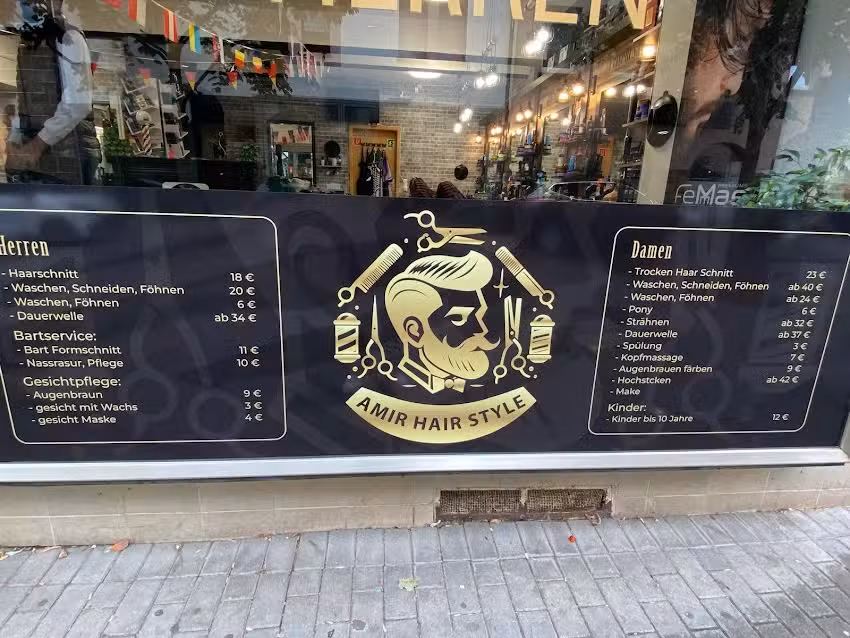 HERREN
FeMas
Herren
- Haarschnitt 18 €
- Waschen, Schneiden, Föhnen 20 €
- Waschen, Föhnen 6 €
- Dauerwelle ab 34 €
Bartservice:
- Bart Formschnitt 11 €
- Nassrasur, Pflege 10 €
Gesichtpflege:
- Augenbraun 9 €
- gesicht mit Wachs 3 €
- gesicht Maske 4 €
AMIR HAIR STYLE
Damen
- Trocken Haar Schnitt 23 €
- Waschen, Schneiden, Föhnen ab 40 €
- Waschen, Föhnen ab 24 €
- Pony 6 €
- Strähnen ab 32 €
- Dauerwelle ab 37 €
- Spülung 3 €
- Kopfmassage 7 €
- Augenbrauen färben 9 €
- Hochstcken ab 42 €
- Make
Kinder:
- Kinder bis 10 Jahre 12 €